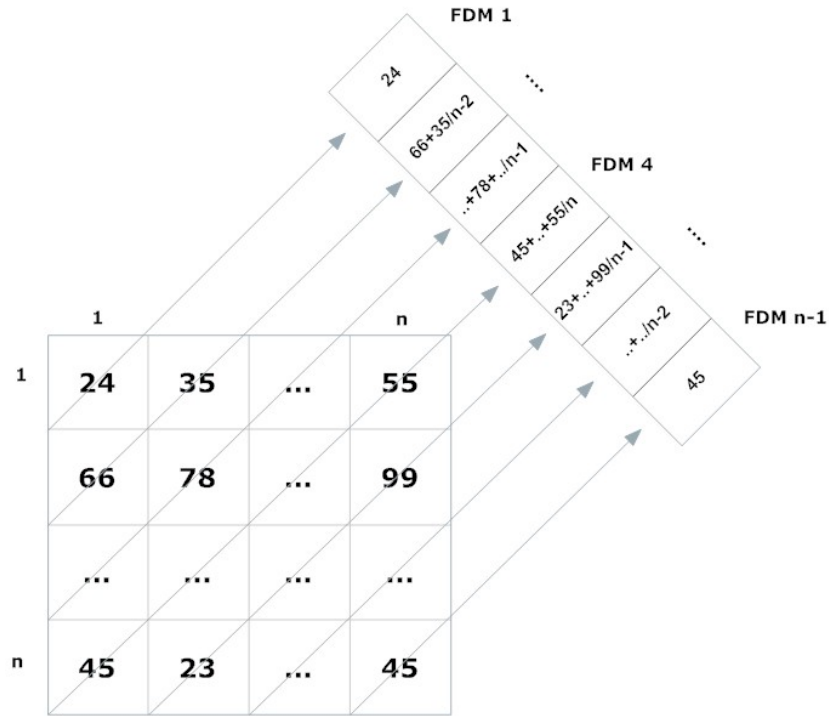 FDM 1
24
....
66+35/n-2
..+78+../n-1
FDM 4
45+..+55/n
....
23+..+99/n-1
..+../n-2
FDM n-1
45
1 n
1 24 35 ... 55
66 78 ... 99
... ... ... ...
n 45 23 ... 45